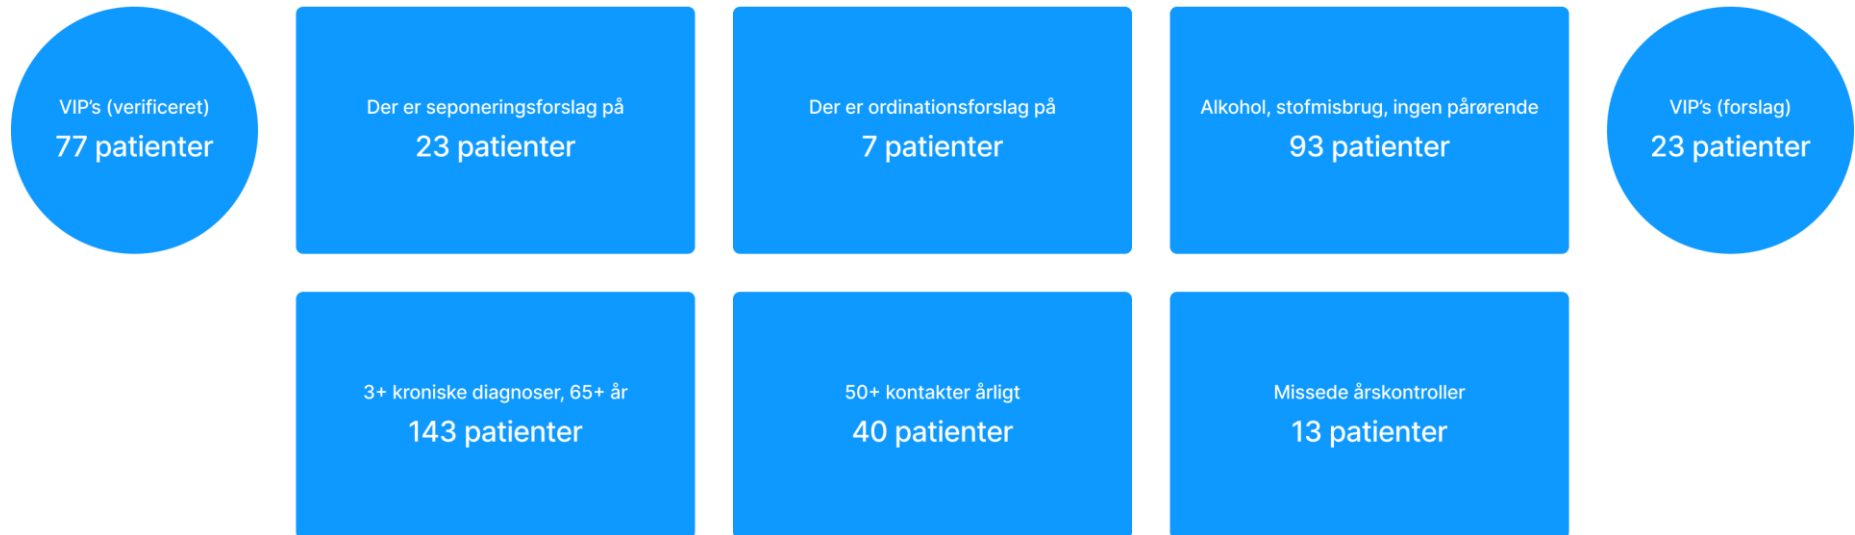 VIP’s (verificeret)
77 patienter
Der er seponeringsforslag på
23 patienter
Der er ordinationsforslag på
7 patienter
Alkohol, stofmisbrug, ingen pårørende
93 patienter
VIP’s (forslag)
23 patienter
3+ kroniske diagnoser, 65+ år
143 patienter
50+ kontakter årligt
40 patienter
Missede årskontroller
13 patienter